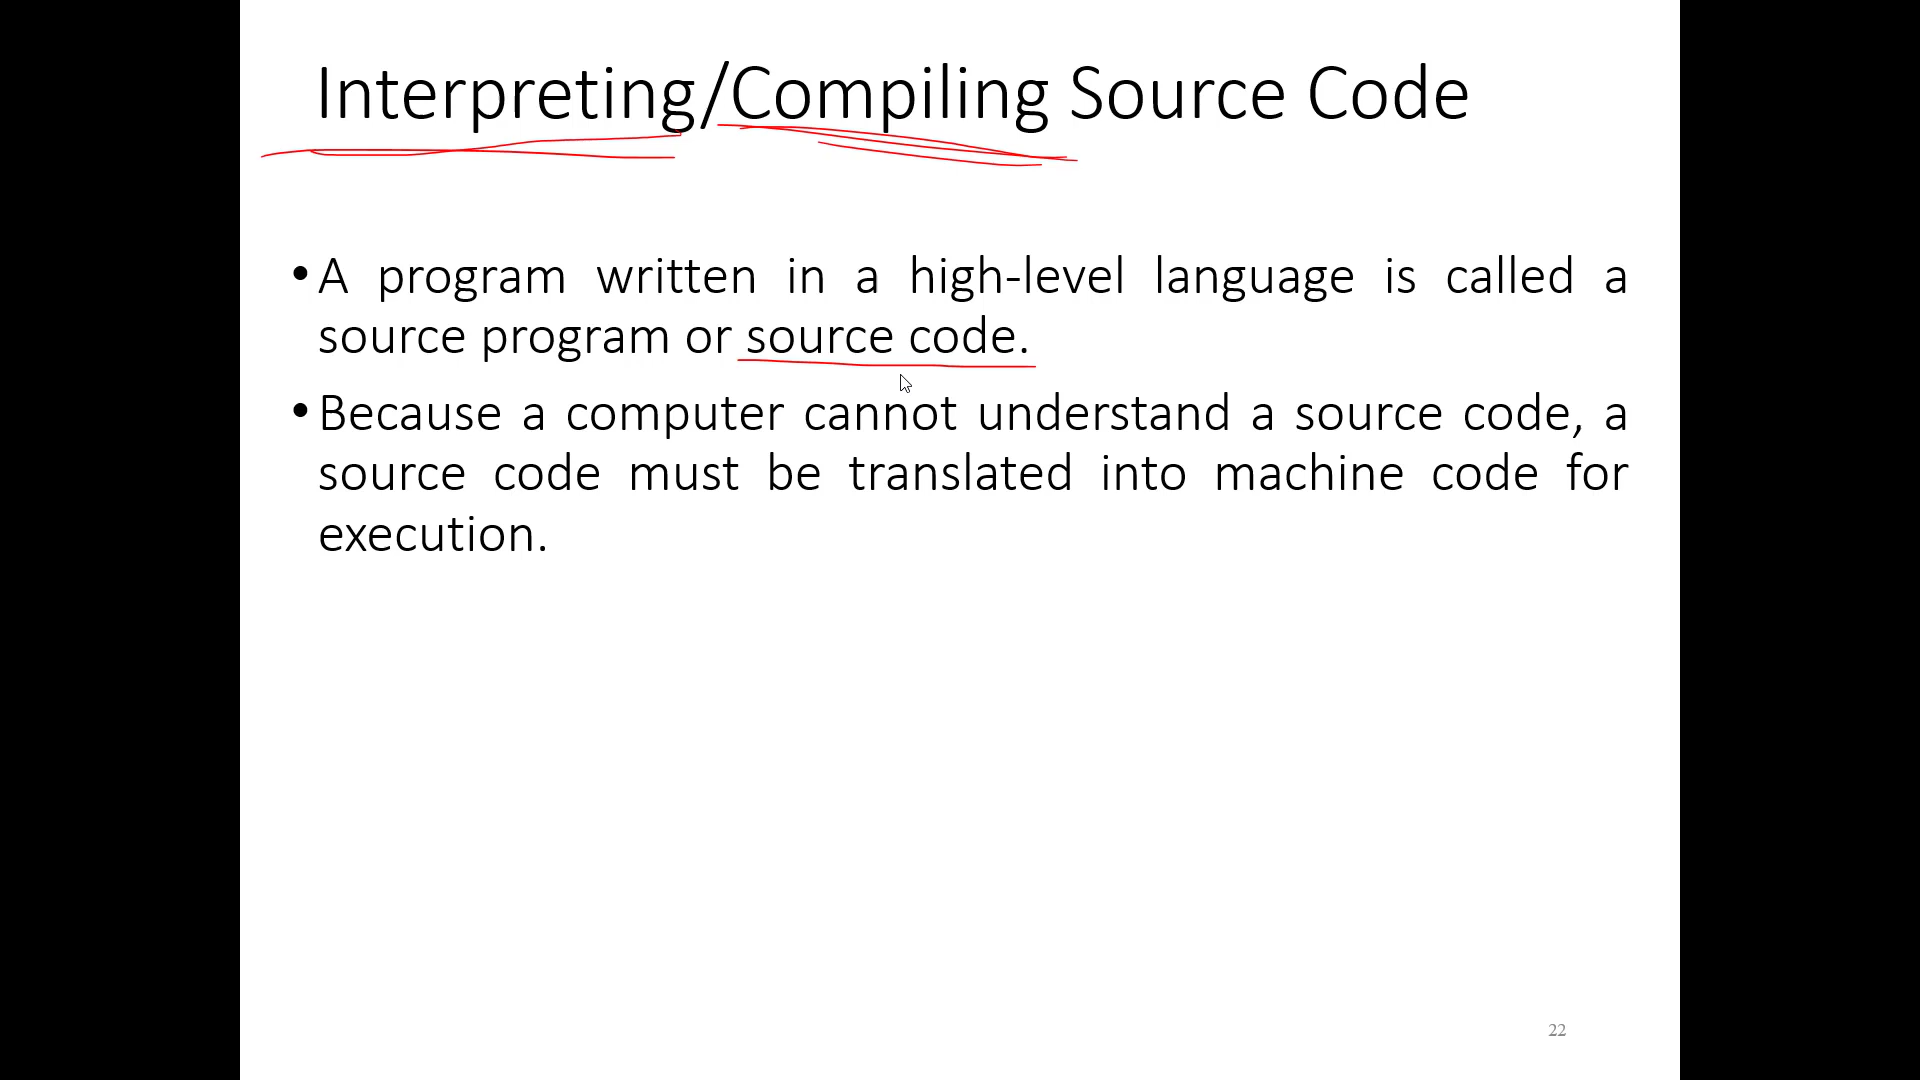 Interpreting/Compiling Source Code
•A program written in a high-level language is called a
source program or source code.
•Because a computer cannot understand a source code, a
source code must be translated into machine code for
execution.
22